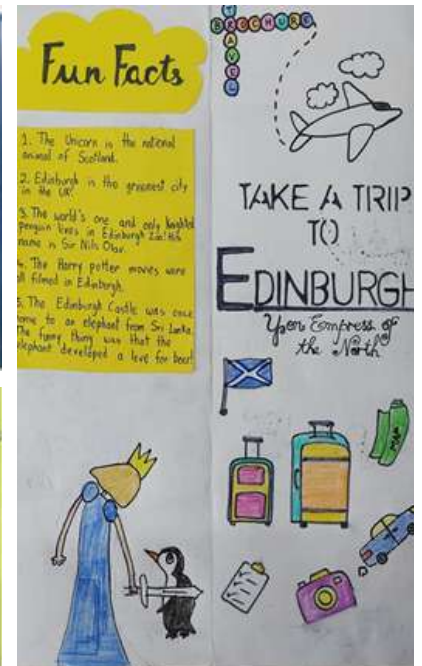 Fun Facts
1. The Unicorn is the national
animal of Scotland.
2. Edinburgh is the greenest city
in the UK!
3. The world's one and only knighted
penguin lives in Edinburgh Zoo! His
name is Sir Nils Olav.
4. The Harry potter movies were
all filmed in Edinburgh.
5. The Edinburgh Castle was once
home to an elephant from Sri Lanka.
The funny thing was that the
elephant developed a love for beer!
TRAVEL
BROCHURE
TAKE A TRIP
TO
EDINBURGH
Yon Empress of
the North